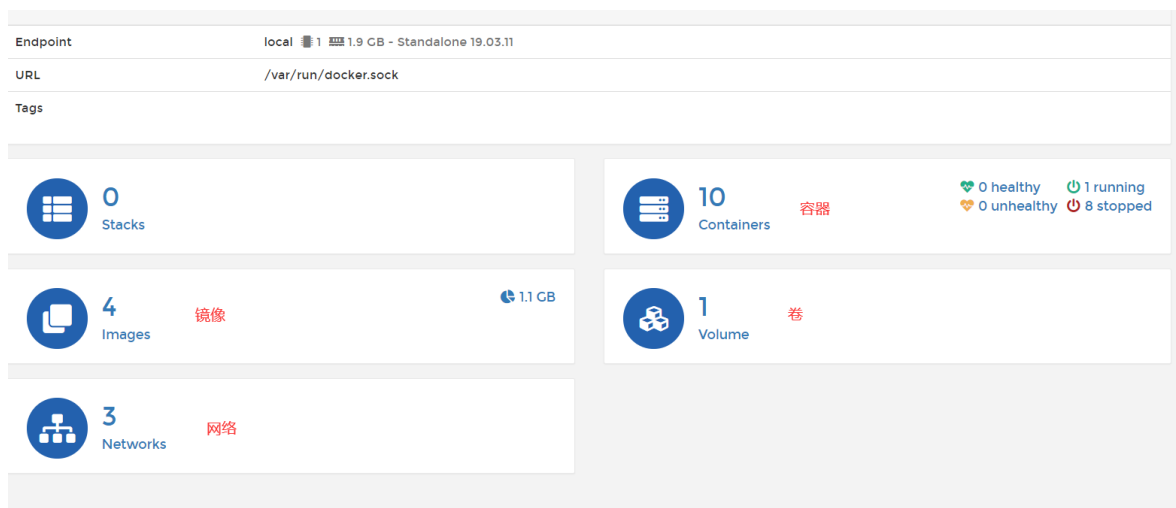 Endpoint local 1 1.9 GB - Standalone 19.03.11
URL /var/run/docker.sock
Tags
0
Stacks
10
Containers
容器
0 healthy 1 running
0 unhealthy 8 stopped
4
Images
镜像
1.1 GB
1
Volume
卷
3
Networks
网络